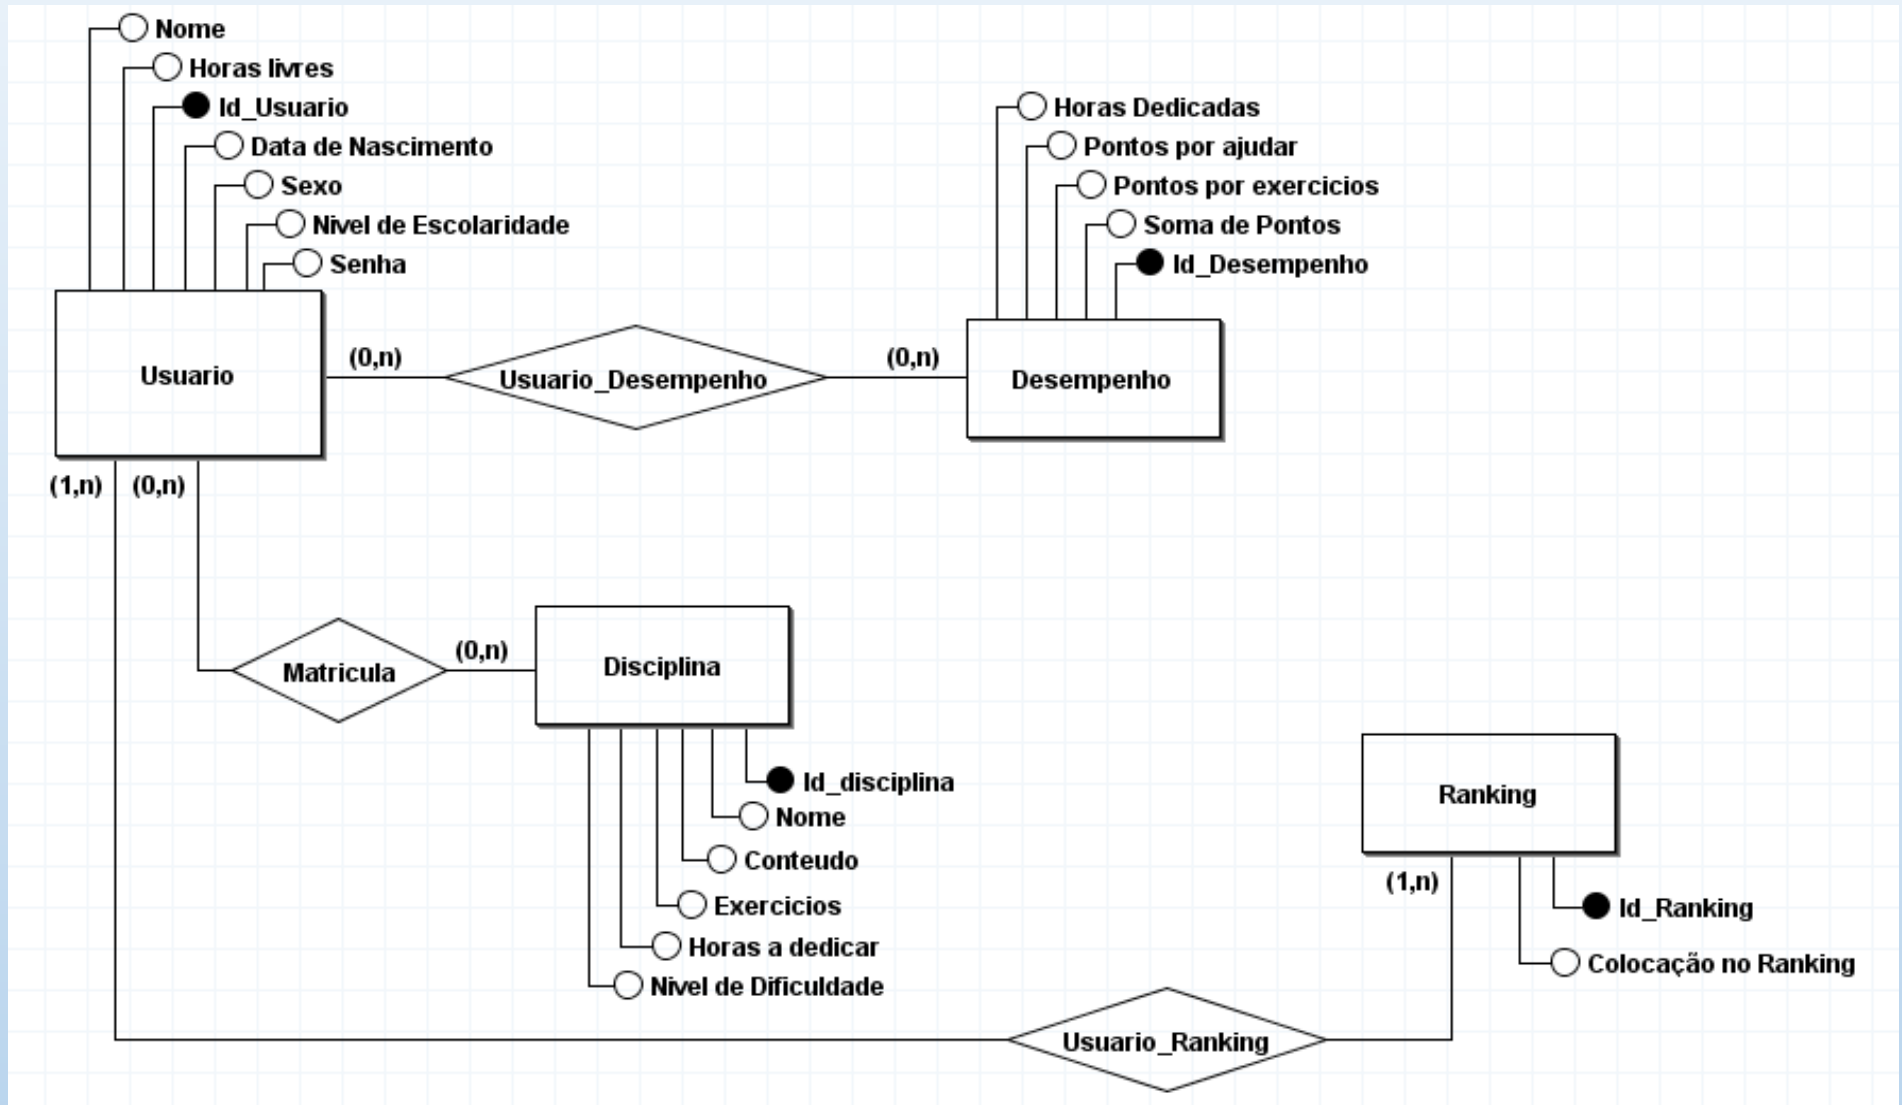 Nome
Horas livres
Id_Usuario
Data de Nascimento
Sexo
Nivel de Escolaridade
Senha
Horas Dedicadas
Pontos por ajudar
Pontos por exercicios
Soma de Pontos
Id_Desempenho
Usuario
(0,n)
Usuario_Desempenho
(0,n)
Desempenho
(1,n)
(0,n)
Matricula
(0,n)
Disciplina
Id_disciplina
Nome
Conteudo
Exercicios
Horas a dedicar
Nivel de Dificuldade
Ranking
(1,n)
Id_Ranking
Colocação no Ranking
Usuario_Ranking